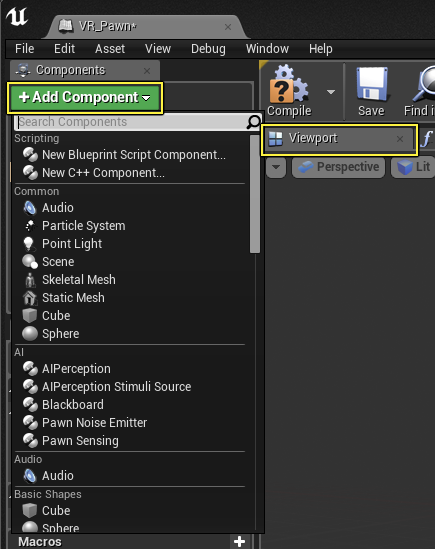 VR_Pawn*
File Edit Asset View Debug Window Help
Components
+Add Component
Search Components
Scripting
New Blueprint Script Component...
New C++ Component...
Common
Audio
Particle System
Point Light
Scene
Skeletal Mesh
Static Mesh
Cube
Sphere
AI
AIPerception
AIPerception Stimuli Source
Blackboard
Pawn Noise Emitter
Pawn Sensing
Audio
Audio
Basic Shapes
Cube
Sphere
Macros
Compile Save Find in
Viewport
Perspective Lit